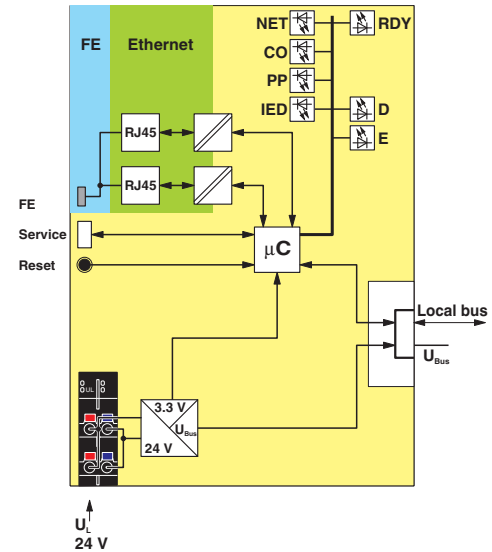 FE
Ethernet
NET
RDY
CO
PP
IED
D
E
RJ45
RJ45
FE
Service
Reset
µC
Local bus
UBus
UL
3.3 V
UBus
24 V
UL
24 V